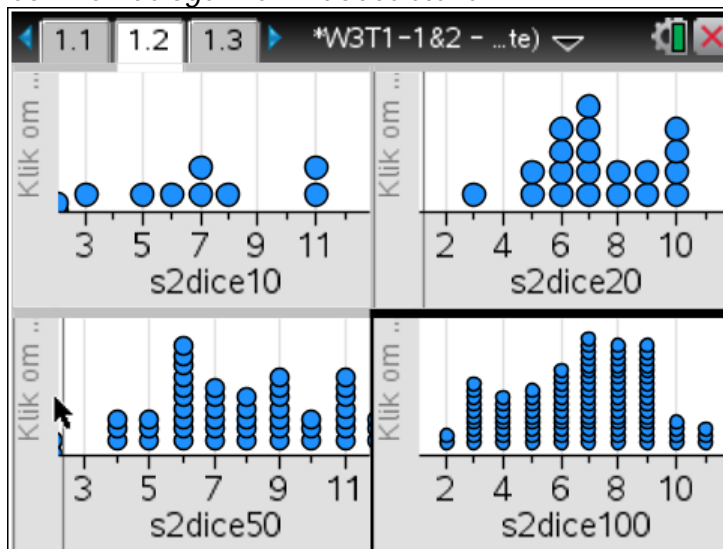 1.1 1.2 1.3 *W3T1-1&2 - ...te)
Klik om ...
3 5 7 9 11
s2dice10
Klik om ...
2 4 6 8 10
s2dice20
Klik om ...
3 5 7 9 11
s2dice50
Klik om ...
2 4 6 8 10
s2dice100